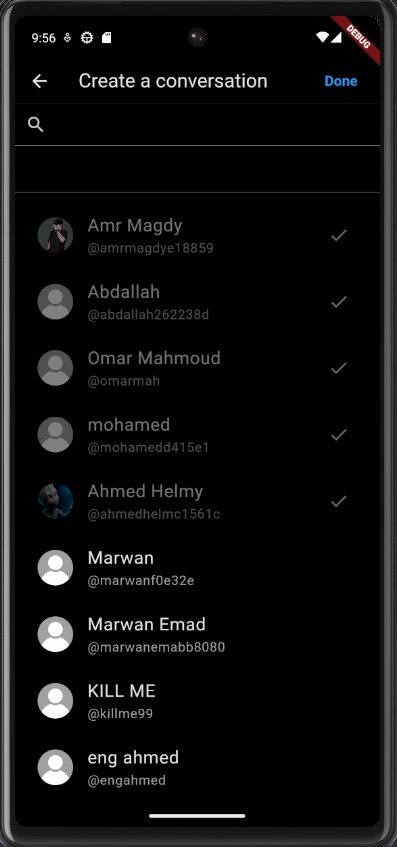 9:56
DEBUG
Create a conversation
Done
Amr Magdy
@amrmagdye18859
Abdallah
@abdallah262238d
Omar Mahmoud
@omarmah
mohamed
@mohamedd415e1
Ahmed Helmy
@ahmedhelmc1561c
Marwan
@marwanf0e32e
Marwan Emad
@marwanemabb8080
KILL ME
@killme99
eng ahmed
@engahmed